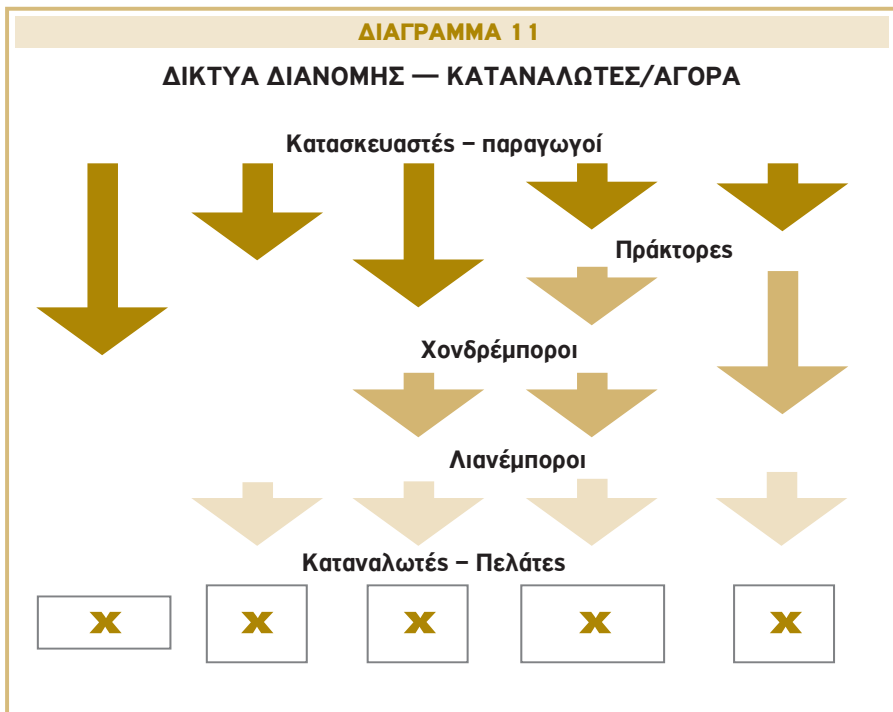 ΔΙΑΓΡΑΜΜΑ 11
ΔΙΚΤΥΑ ΔΙΑΝΟΜΗΣ — ΚΑΤΑΝΑΛΩΤΕΣ/ΑΓΟΡΑ
Κατασκευαστές – παραγωγοί
Πράκτορες
Χονδρέμποροι
Λιανέμποροι
Καταναλωτές – Πελάτες
X X X X X